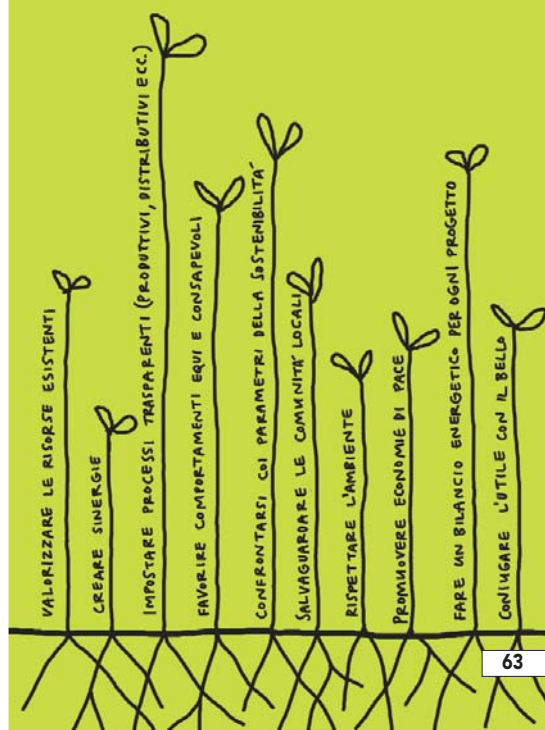 VALORIZZARE LE RISORSE ESISTENTI
CREARE SINERGIE
IMPOSTARE PROCESSI TRASPARENTI (PRODUTTIVI, DISTRIBUTIVI ECC.)
FAVORIRE COMPORTAMENTI EQUI E CONSAPEVOLI
CONFRONTARSI COI PARAMETRI DELLA SOSTENIBILITÀ
SALVAGUARDARE LE COMUNITÀ LOCALI
RISPETTARE L'AMBIENTE
PROMUOVERE ECONOMIE DI PACE
FARE UN BILANCIO ENERGETICO PER OGNI PROGETTO
CONIUGARE L'UTILE CON IL BELLO
63